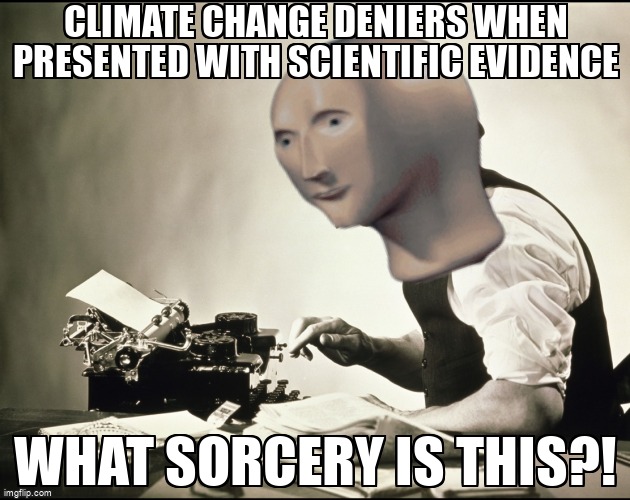 CLIMATE CHANGE DENIERS WHEN
PRESENTED WITH SCIENTIFIC EVIDENCE
WHAT SORCERY IS THIS?!
imgflip.com